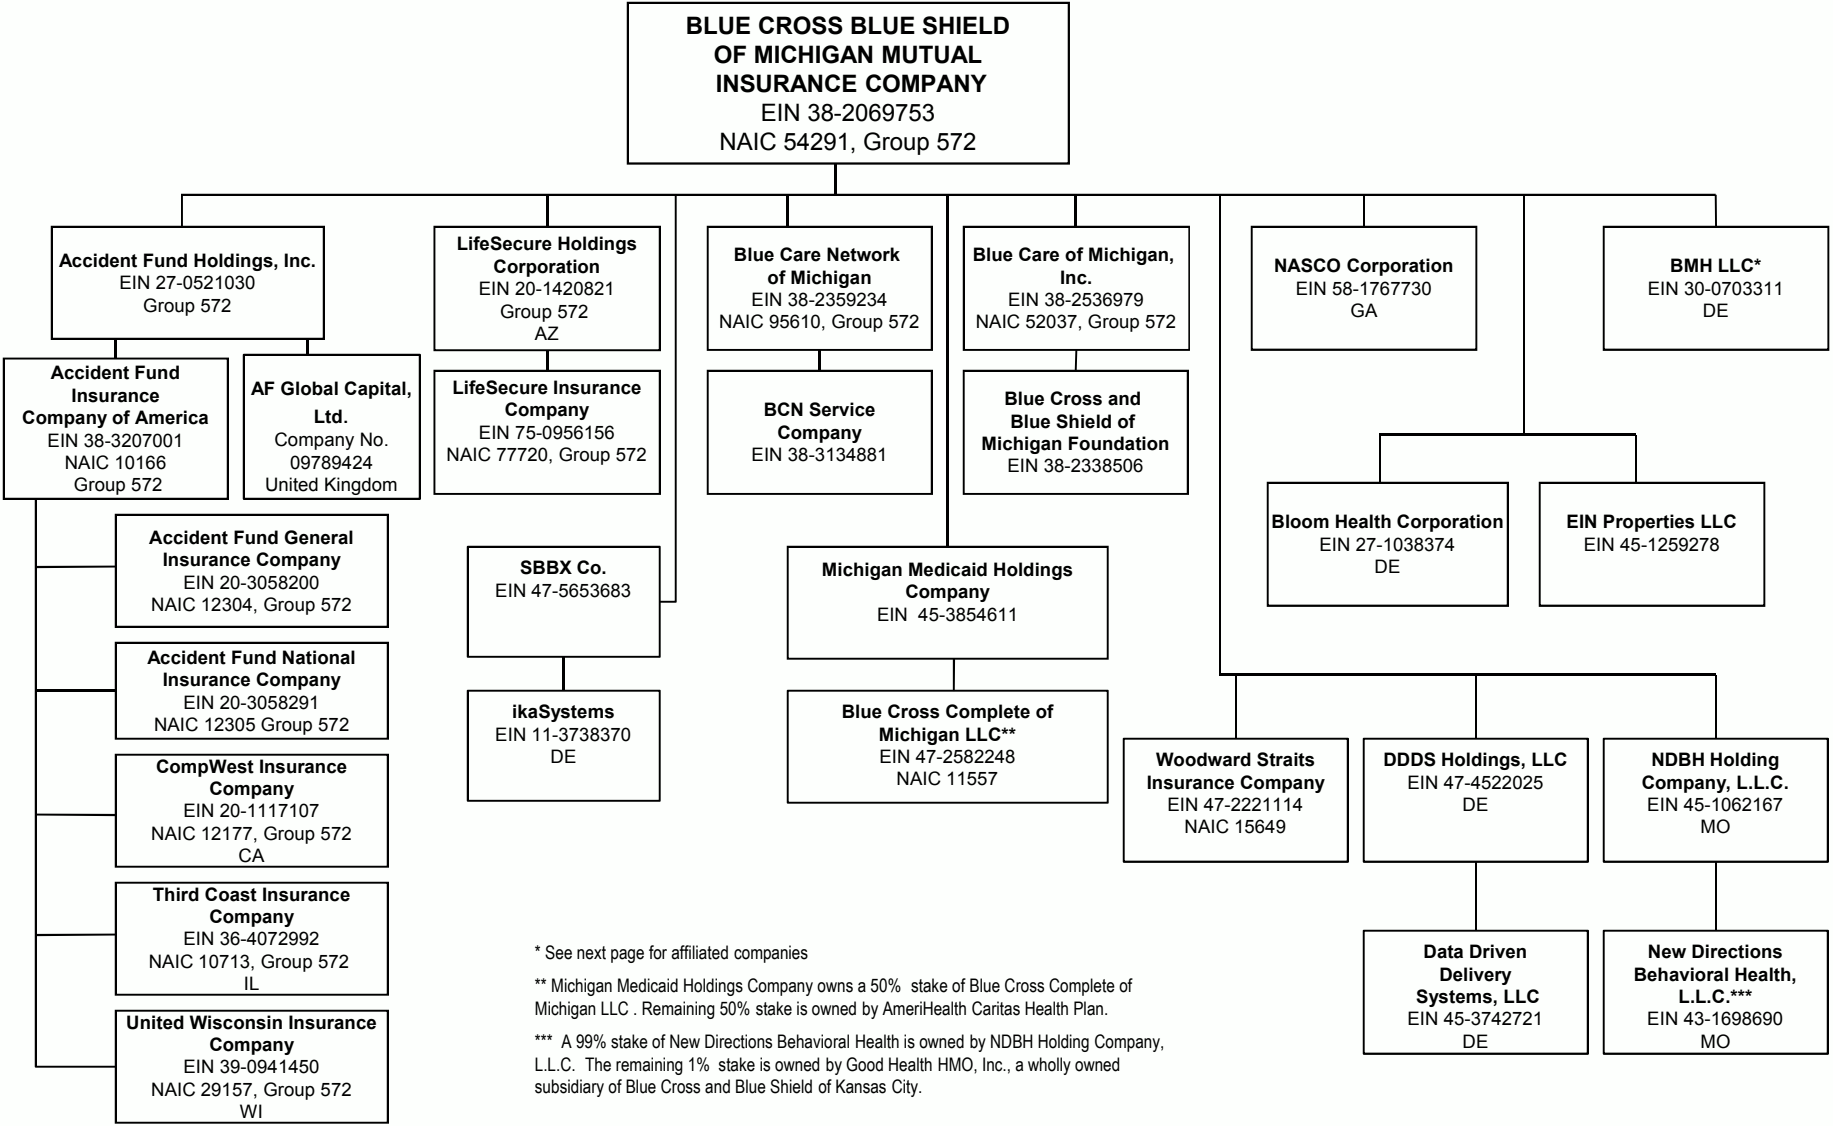 BLUE CROSS BLUE SHIELD
OF MICHIGAN MUTUAL
INSURANCE COMPANY
EIN 38-2069753
NAIC 54291, Group 572
Accident Fund Holdings, Inc.
EIN 27-0521030
Group 572
LifeSecure Holdings
Corporation
EIN 20-1420821
Group 572
AZ
Blue Care Network
of Michigan
EIN 38-2359234
NAIC 95610, Group 572
Blue Care of Michigan,
Inc.
EIN 38-2536979
NAIC 52037, Group 572
NASCO Corporation
EIN 58-1767730
GA
BMH LLC*
EIN 30-0703311
DE
Accident Fund
Insurance
Company of America
EIN 38-3207001
NAIC 10166
Group 572
AF Global Capital,
Ltd.
Company No.
09789424
United Kingdom
LifeSecure Insurance
Company
EIN 75-0956156
NAIC 77720, Group 572
BCN Service
Company
EIN 38-3134881
Blue Cross and
Blue Shield of
Michigan Foundation
EIN 38-2338506
Bloom Health Corporation
EIN 27-1038374
DE
EIN Properties LLC
EIN 45-1259278
Accident Fund General
Insurance Company
EIN 20-3058200
NAIC 12304, Group 572
SBBX Co.
EIN 47-5653683
Michigan Medicaid Holdings
Company
EIN  45-3854611
Accident Fund National
Insurance Company
EIN 20-3058291
NAIC 12305 Group 572
ikaSystems
EIN 11-3738370
DE
Blue Cross Complete of
Michigan LLC**
EIN 47-2582248
NAIC 11557
Woodward Straits
Insurance Company
EIN 47-2221114
NAIC 15649
DDDS Holdings, LLC
EIN 47-4522025
DE
NDBH Holding
Company, L.L.C.
EIN 45-1062167
MO
CompWest Insurance
Company
EIN 20-1117107
NAIC 12177, Group 572
CA
Third Coast Insurance
Company
EIN 36-4072992
NAIC 10713, Group 572
IL
Data Driven
Delivery
Systems, LLC
EIN 45-3742721
DE
New Directions
Behavioral Health,
L.L.C.***
EIN 43-1698690
MO
United Wisconsin Insurance
Company
EIN 39-0941450
NAIC 29157, Group 572
WI
* See next page for affiliated companies
** Michigan Medicaid Holdings Company owns a 50%  stake of Blue Cross Complete of
Michigan LLC . Remaining 50% stake is owned by AmeriHealth Caritas Health Plan.
***  A 99% stake of New Directions Behavioral Health is owned by NDBH Holding Company,
L.L.C.  The remaining 1%  stake is owned by Good Health HMO, Inc., a wholly owned
subsidiary of Blue Cross and Blue Shield of Kansas City.